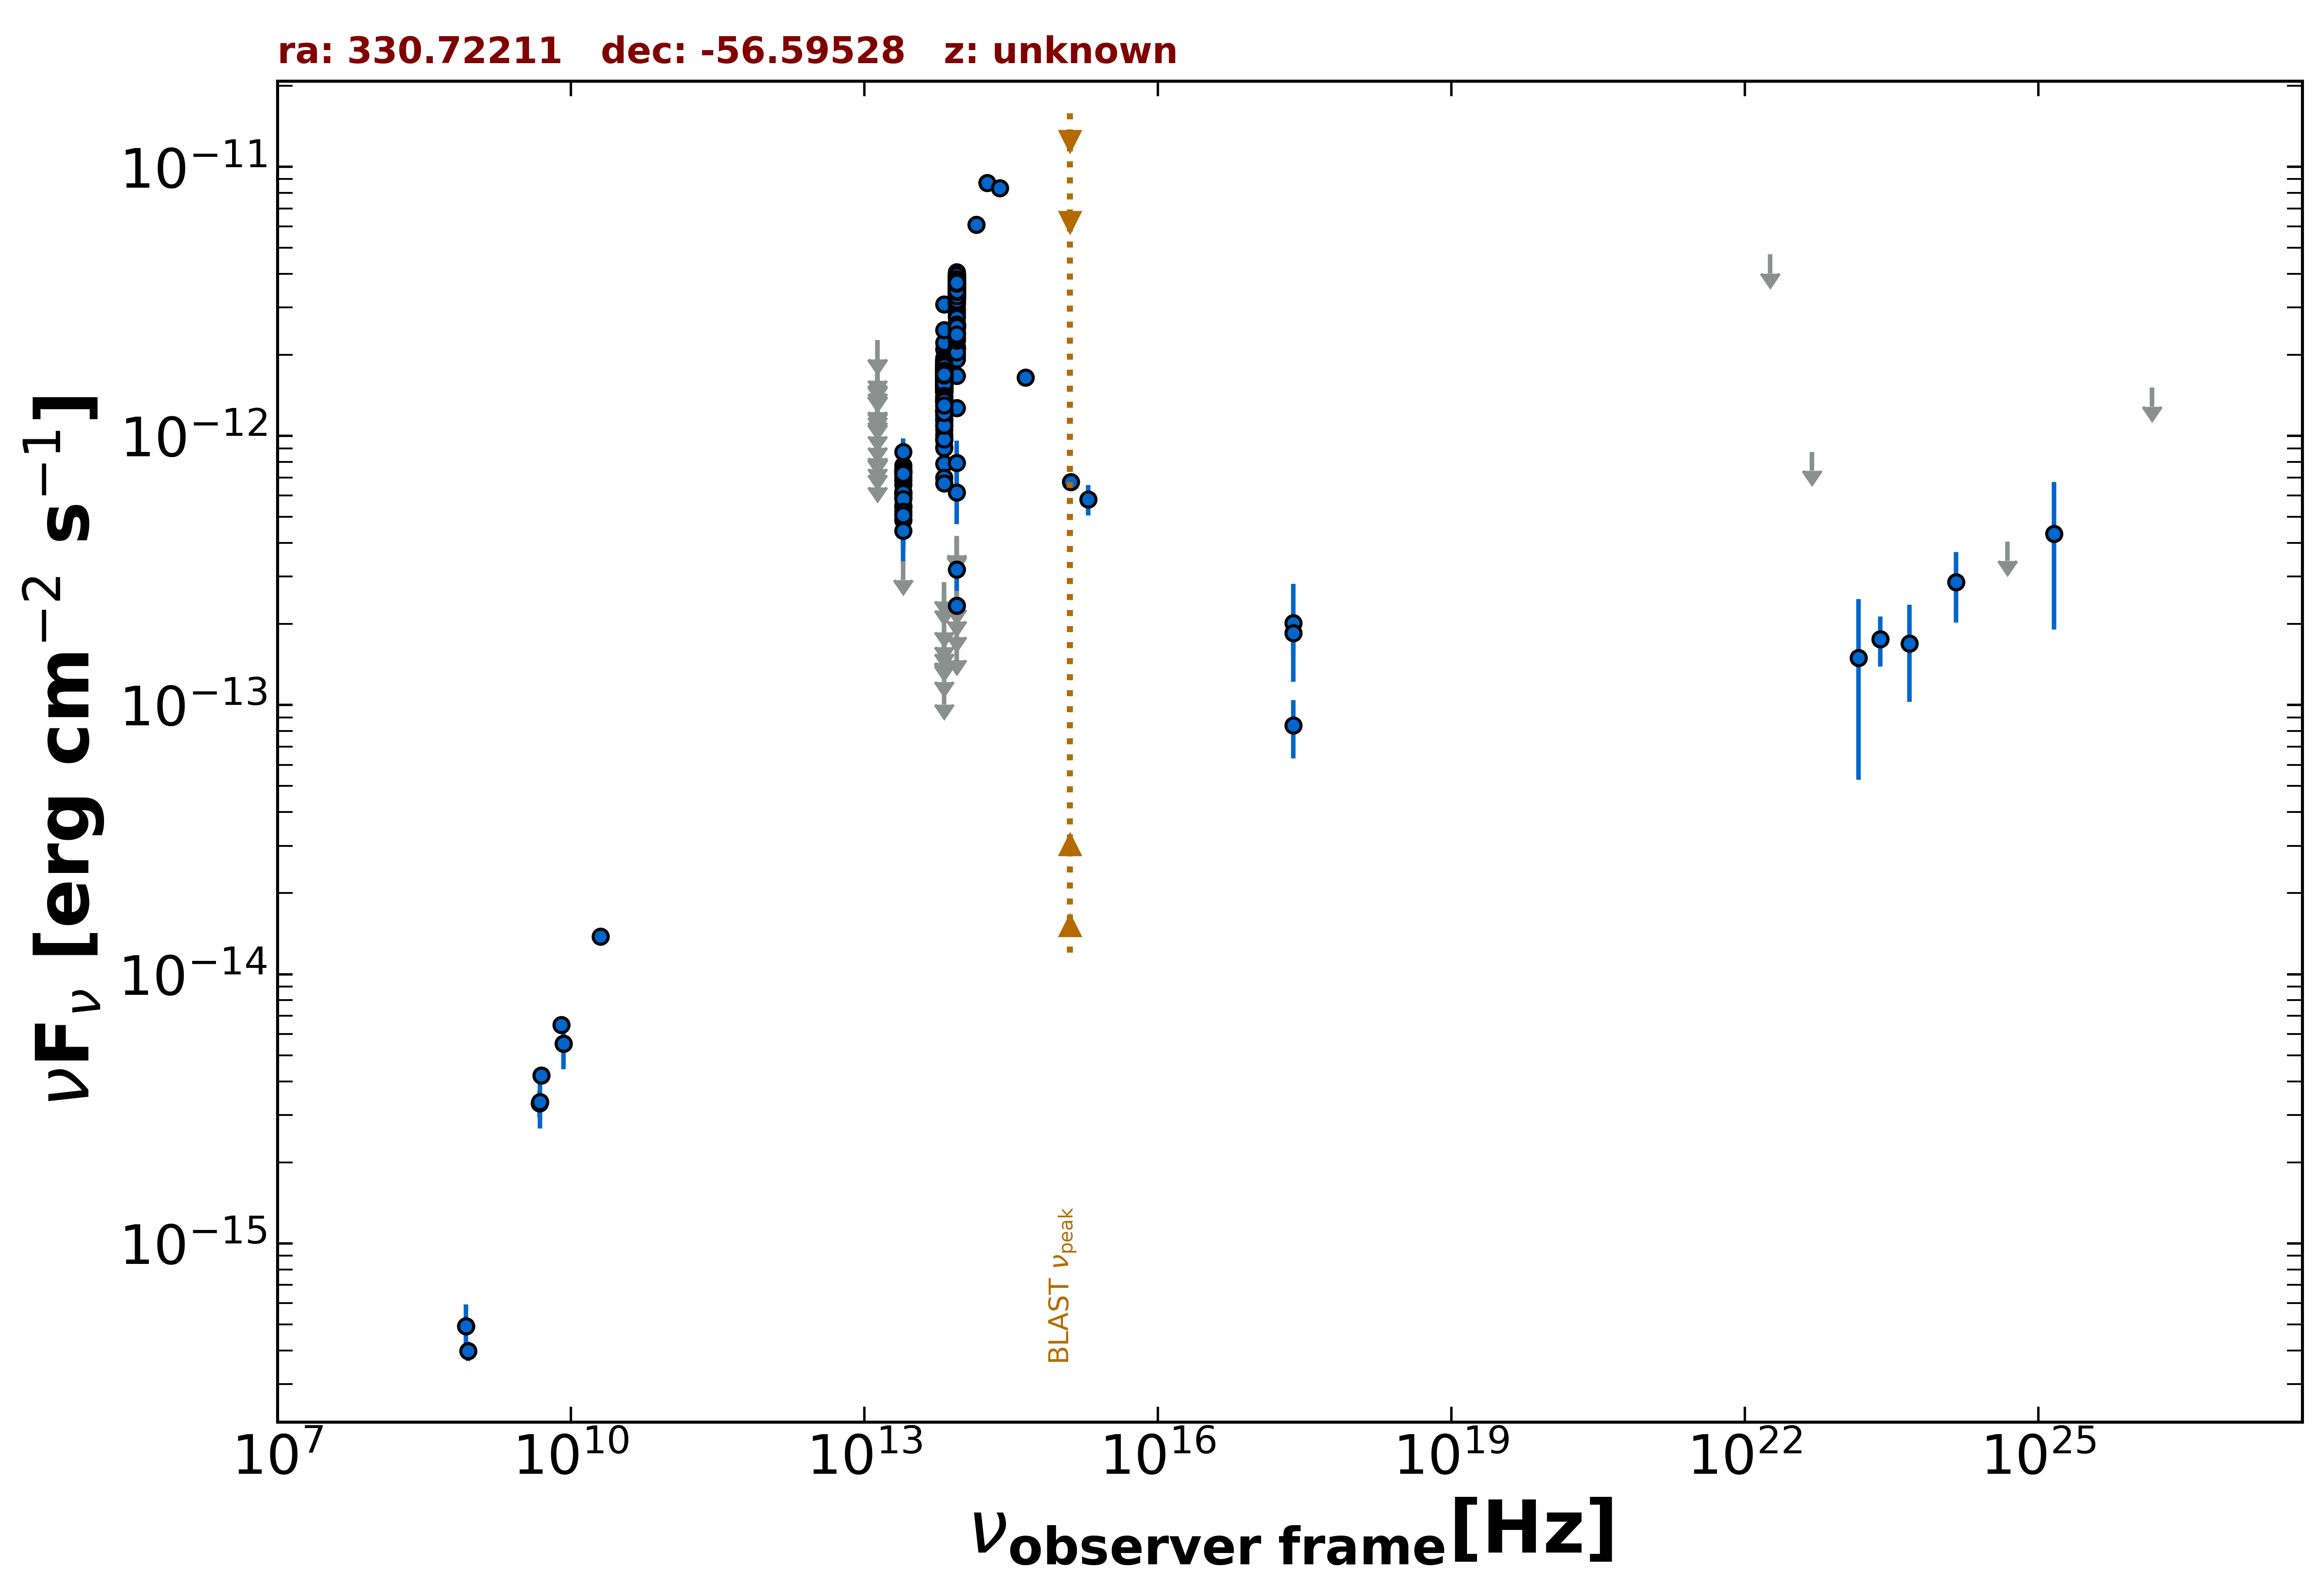 ra: 330.72211   dec: -56.59528   z: unknown
10⁻¹¹
10⁻¹²
10⁻¹³
10⁻¹⁴
10⁻¹⁵
νFν [erg cm⁻² s⁻¹]
BLAST νpeak
10⁷ 10¹⁰ 10¹³ 10¹⁶ 10¹⁹ 10²² 10²⁵
νobserver frame[Hz]